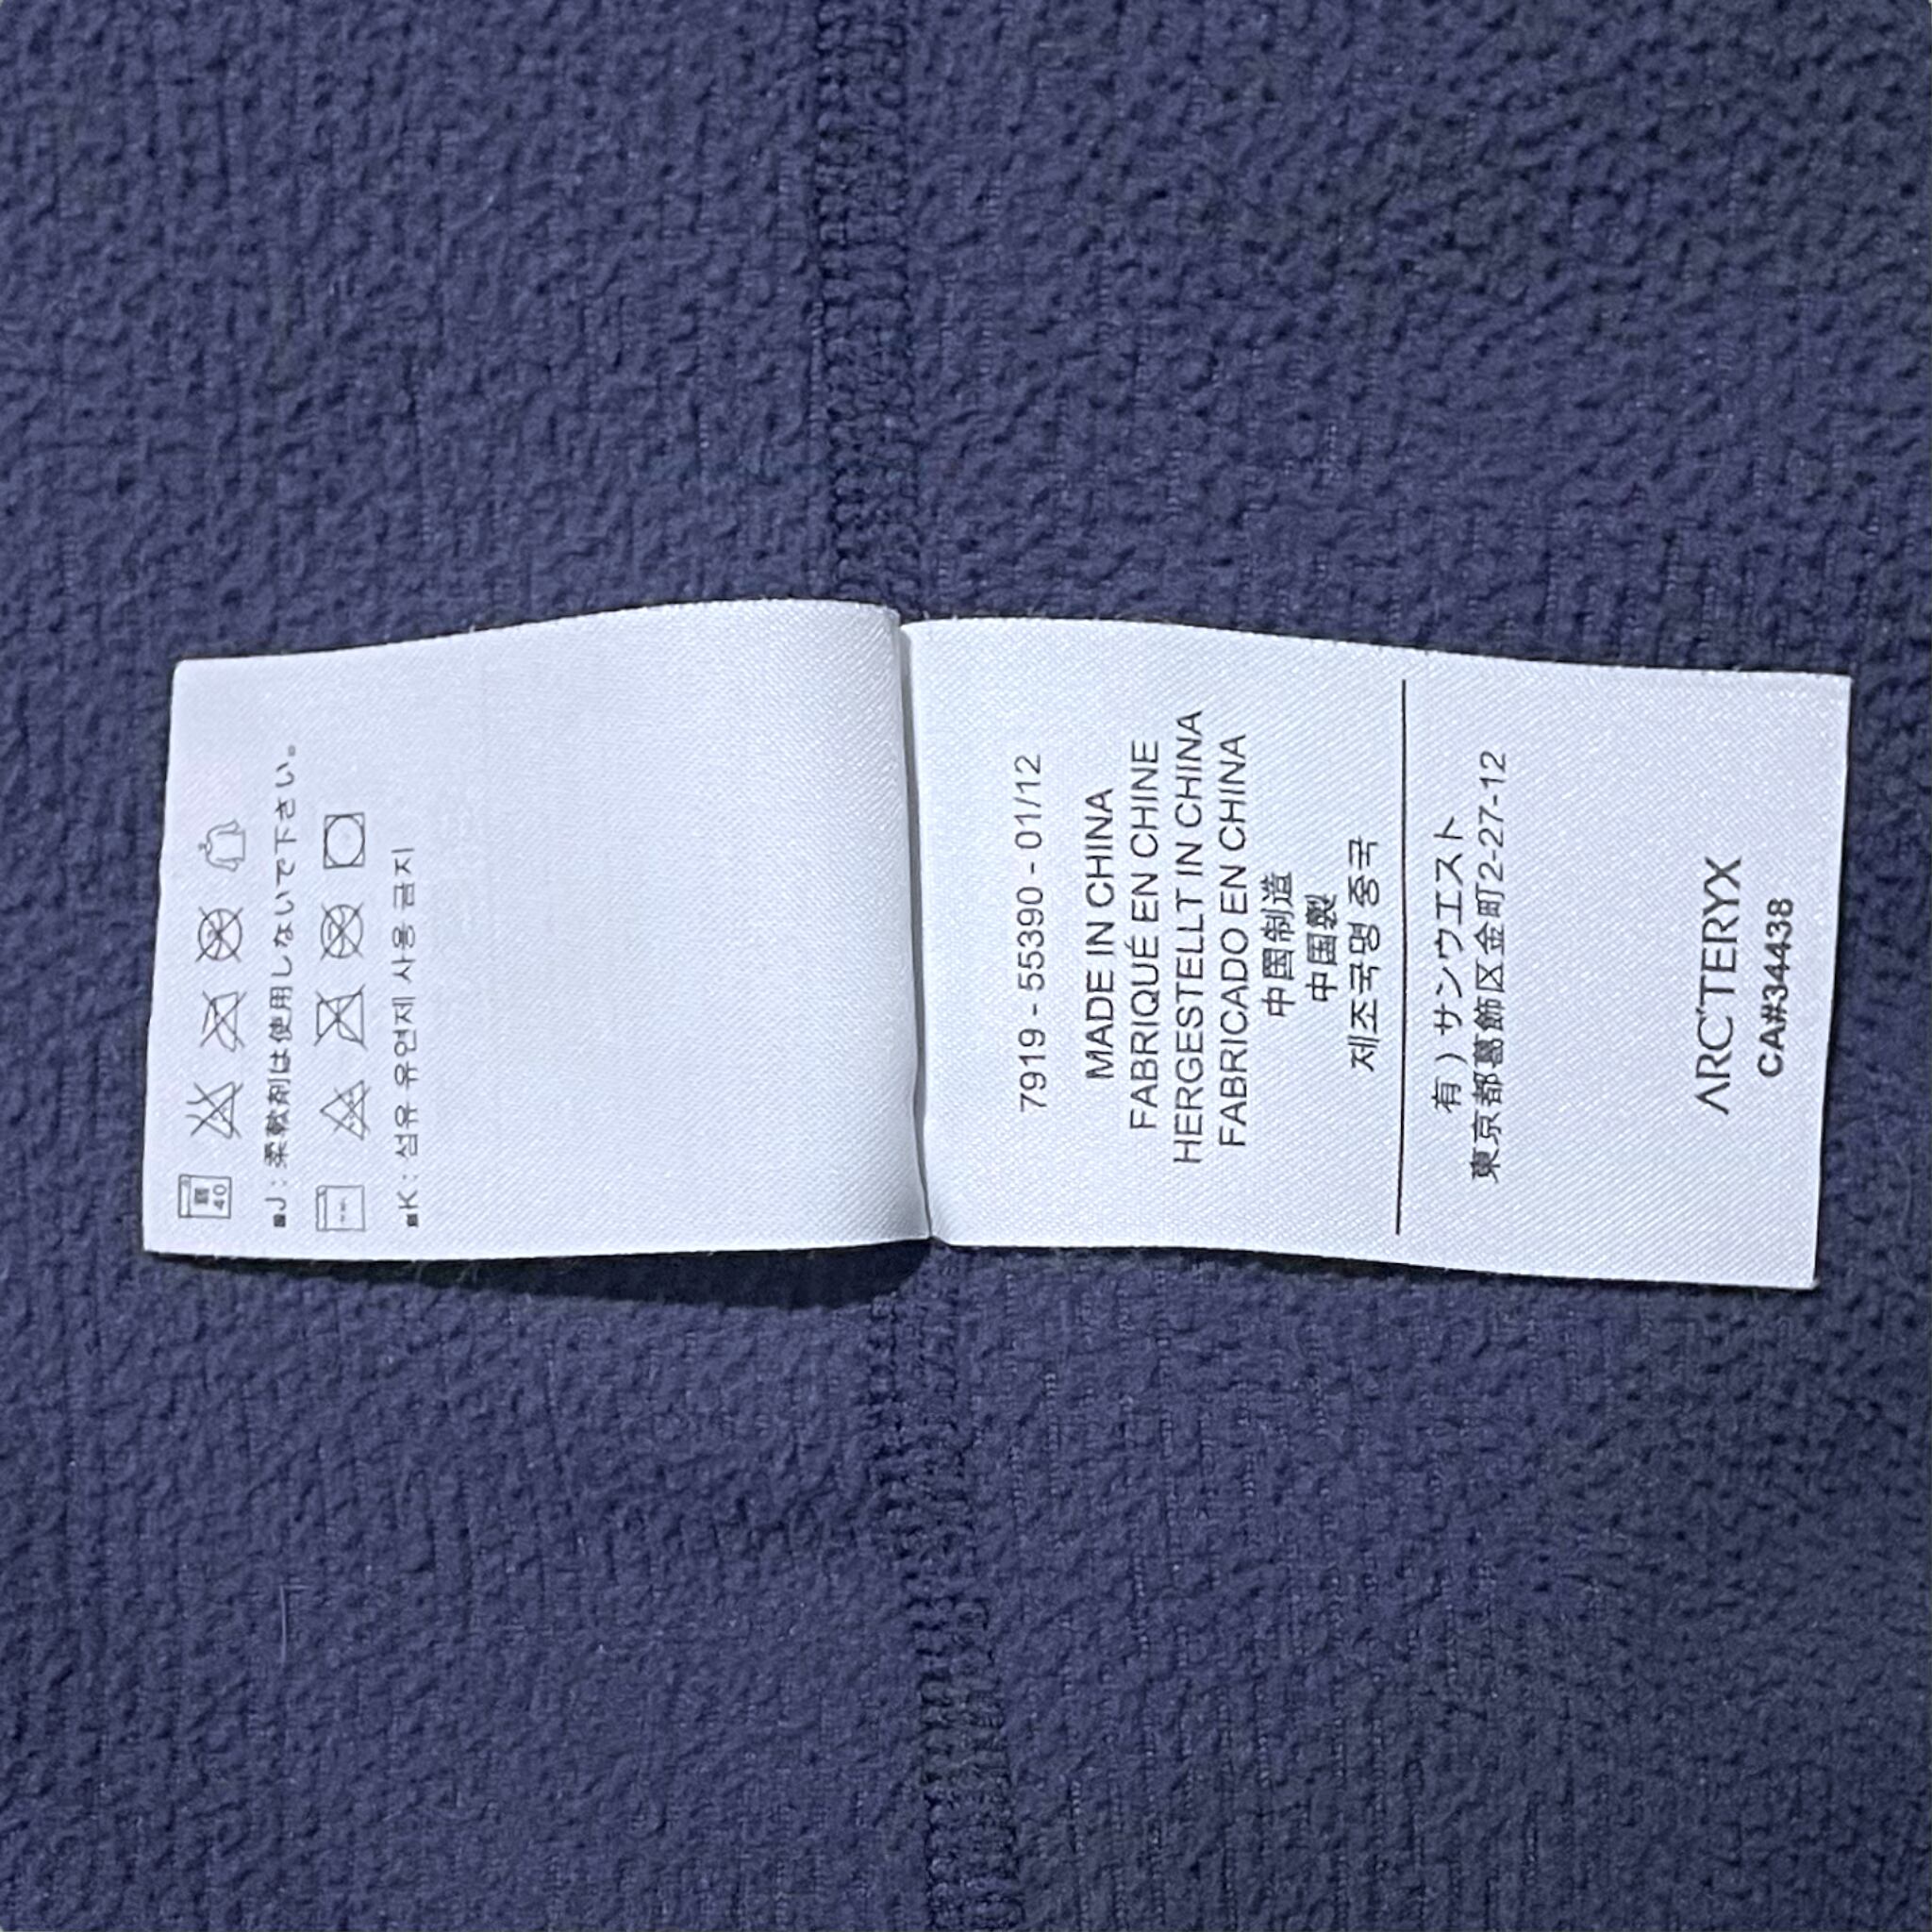 40
■J : 柔軟剤は使用しないで下さい。
■K : 섬유 유연제 사용 금지
7919 - 55390 - 01/12
MADE IN CHINA
FABRIQUÉ EN CHINE
HERGESTELLT IN CHINA
FABRICADO EN CHINA
中国制造
中国製
제조국명 중국
有 ) サンウエスト
東京都葛飾区金町2-27-12
ARC'TERYX
CA#34438